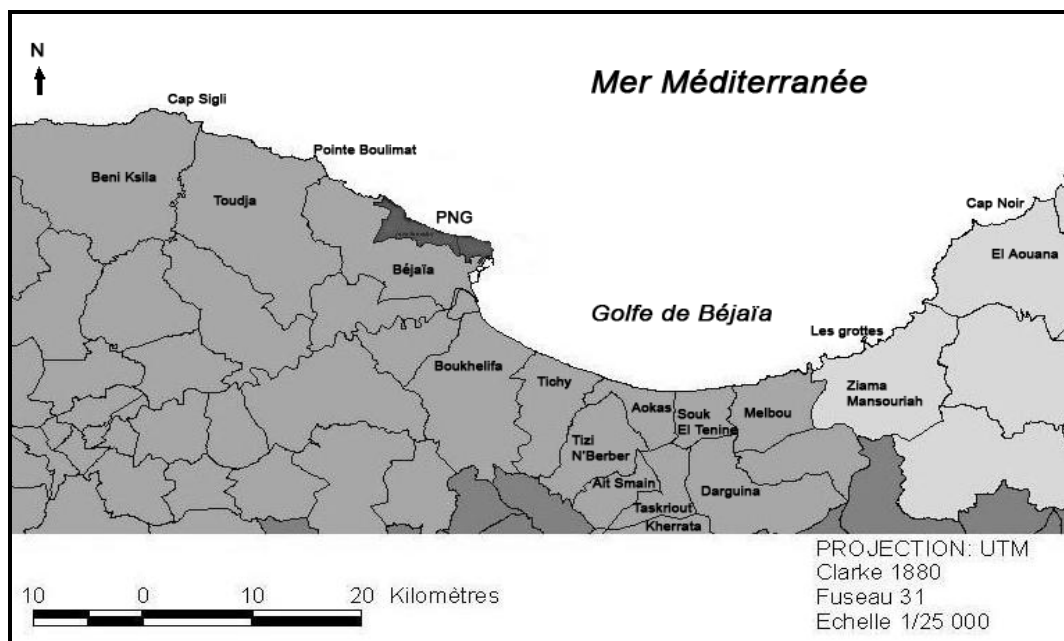 N
Mer Méditerranée
Cap Sigli
Pointe Boulimat
Beni Ksila
Toudja
PNG
Cap Noir
El Aouana
Béjaïa
Golfe de Béjaïa
Les grottes
Boukhelifa
Tichy
Ziama
Mansouriah
Aokas
Souk
El Tenine
Melbou
Tizi
N'Berber
Ait Smain
Darguina
Taskriout
Kherrata
PROJECTION: UTM
Clarke 1880
Fuseau 31
Echelle 1/25 000
10 0 10 20 Kilomètres